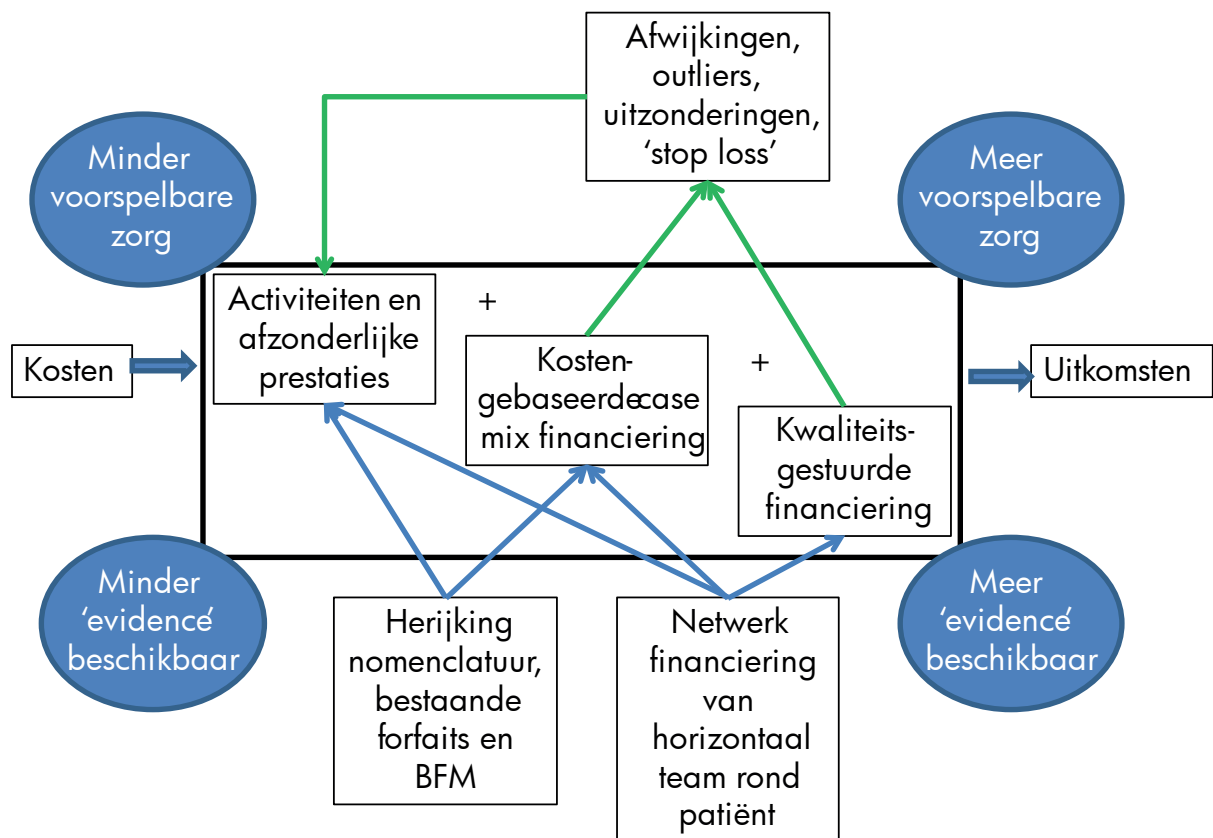 Afwijkingen,
outliers,
uitzonderingen,
‘stop loss’
Minder
voorspelbare
zorg
Meer
voorspelbare
zorg
Activiteiten en
afzonderlijke
prestaties
+
Kosten-
gebaseerdecase
mix financiering
+
Kwaliteits-
gestuurde
financiering
Kosten
Uitkomsten
Minder
‘evidence’
beschikbaar
Herijking
nomenclatuur,
bestaande
forfaits en
BFM
Netwerk
financiering
van
horizontaal
team rond
patiënt
Meer
‘evidence’
beschikbaar